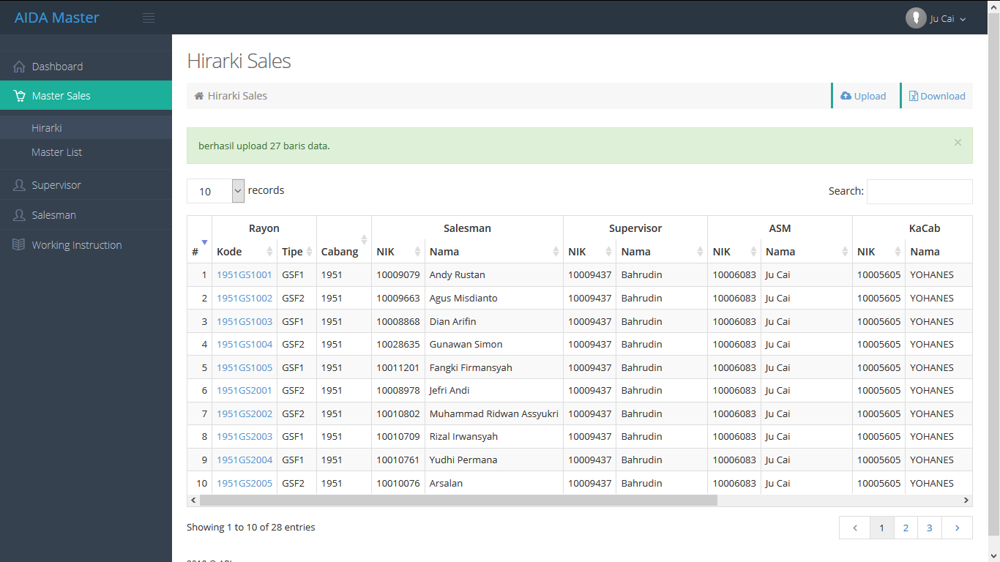 AIDA Master
Ju Cai
Dashboard
Master Sales
Hirarki
Master List
Supervisor
Salesman
Working Instruction
Hirarki Sales
Hirarki Sales
Upload
Download
berhasil upload 27 baris data.
×
10 records
Search:
Rayon Salesman Supervisor ASM KaCab
# Kode Tipe Cabang NIK Nama NIK Nama NIK Nama NIK Nama
1 1951GS1001 GSF1 1951 10009079 Andy Rustan 10009437 Bahrudin 10006083 Ju Cai 10005605 YOHANES
2 1951GS1002 GSF2 1951 10009663 Agus Misdianto 10009437 Bahrudin 10006083 Ju Cai 10005605 YOHANES
3 1951GS1003 GSF1 1951 10008868 Dian Arifin 10009437 Bahrudin 10006083 Ju Cai 10005605 YOHANES
4 1951GS1004 GSF2 1951 10028635 Gunawan Simon 10009437 Bahrudin 10006083 Ju Cai 10005605 YOHANES
5 1951GS1005 GSF1 1951 10011201 Fangki Firmansyah 10009437 Bahrudin 10006083 Ju Cai 10005605 YOHANES
6 1951GS2001 GSF2 1951 10008978 Jefri Andi 10009437 Bahrudin 10006083 Ju Cai 10005605 YOHANES
7 1951GS2002 GSF2 1951 10010802 Muhammad Ridwan Assyukri 10009437 Bahrudin 10006083 Ju Cai 10005605 YOHANES
8 1951GS2003 GSF1 1951 10010709 Rizal Irwansyah 10009437 Bahrudin 10006083 Ju Cai 10005605 YOHANES
9 1951GS2004 GSF1 1951 10010761 Yudhi Permana 10009437 Bahrudin 10006083 Ju Cai 10005605 YOHANES
10 1951GS2005 GSF2 1951 10010076 Arsalan 10009437 Bahrudin 10006083 Ju Cai 10005605 YOHANES
Showing 1 to 10 of 28 entries
1 2 3